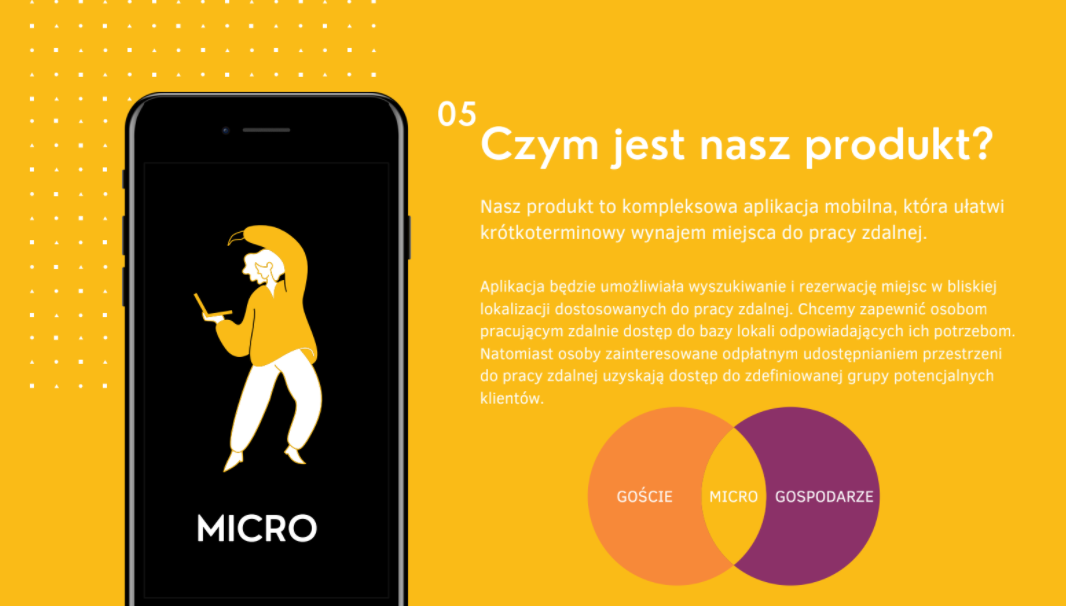 05
Czym jest nasz produkt?
Nasz produkt to kompleksowa aplikacja mobilna, która ułatwi
krótkoterminowy wynajem miejsca do pracy zdalnej.
Aplikacja będzie umożliwiała wyszukiwanie i rezerwację miejsc w bliskiej
lokalizacji dostosowanych do pracy zdalnej. Chcemy zapewnić osobom
pracującym zdalnie dostęp do bazy lokali odpowiadających ich potrzebom.
Natomiast osoby zainteresowane odpłatnym udostępnianiem przestrzeni
do pracy zdalnej uzyskają dostęp do zdefiniowanej grupy potencjalnych
klientów.
GOŚCIE MICRO GOSPODARZE
MICRO